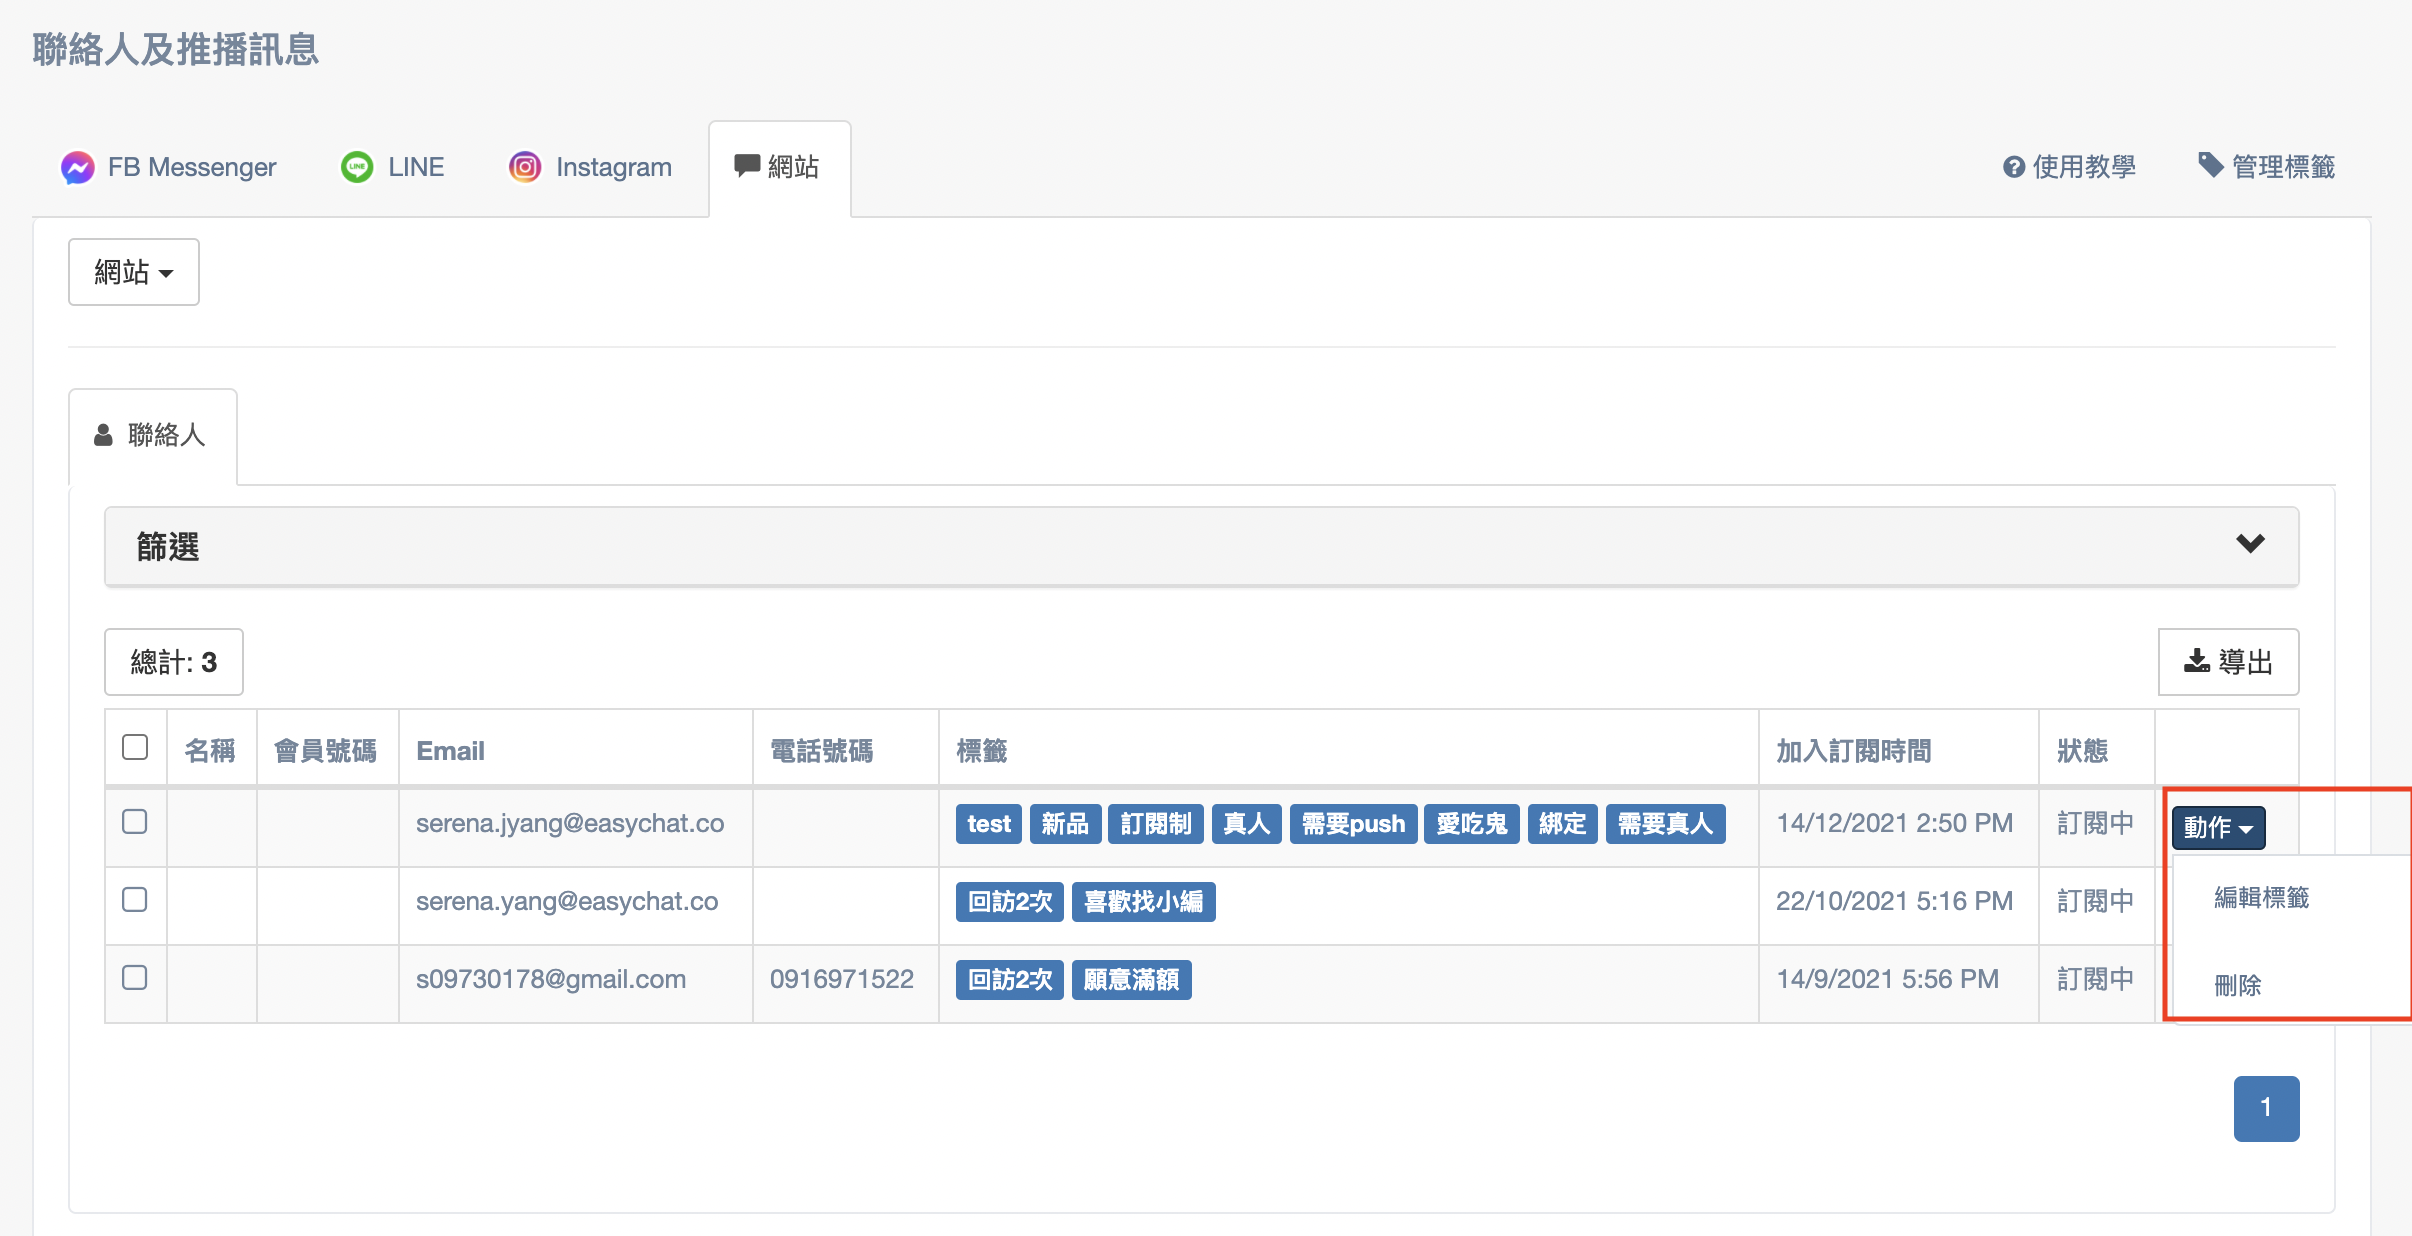 聯絡人及推播訊息
FB Messenger LINE Instagram 網站 使用教學 管理標籤
網站
聯絡人
篩選
總計: 3 導出
名稱 會員號碼 Email 電話號碼 標籤 加入訂閱時間 狀態
serena.jyang@easychat.co test 新品 訂閱制 真人 需要push 愛吃鬼 綁定 需要真人 14/12/2021 2:50 PM 訂閱中 動作
serena.yang@easychat.co 回訪2次 喜歡找小編 22/10/2021 5:16 PM 訂閱中 編輯標籤
s09730178@gmail.com 0916971522 回訪2次 願意滿額 14/9/2021 5:56 PM 訂閱中 刪除
1